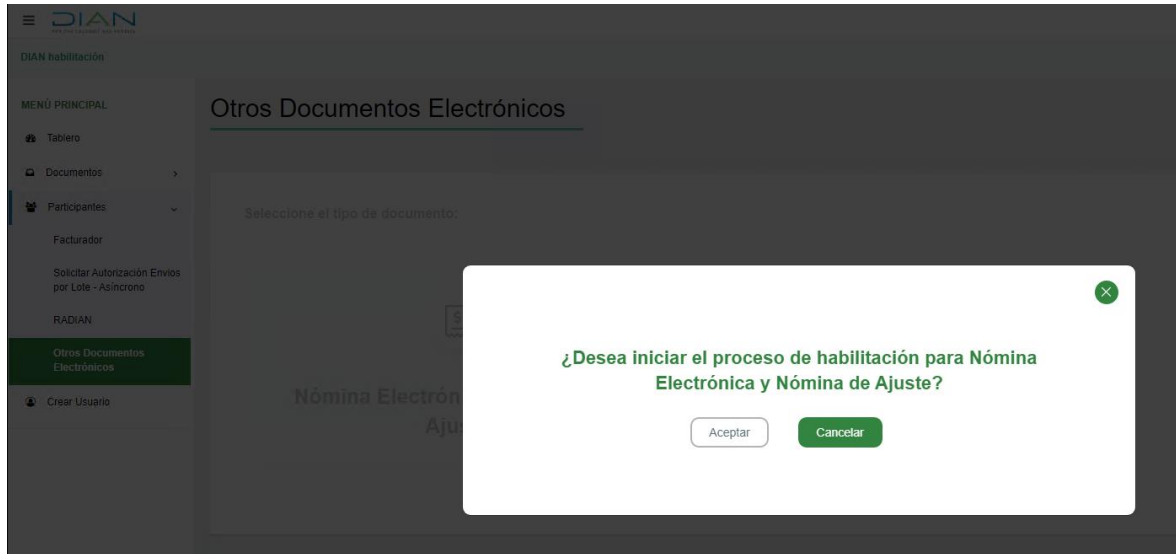 DIAN
DIAN habilitación
MENÚ PRINCIPAL
Tablero
Documentos
Participantes
Facturador
Solicitar Autorización Envios
por Lote - Asíncrono
RADIAN
Otros Documentos
Electrónicos
Crear Usuario
Otros Documentos Electrónicos
Seleccione el tipo de documento:
$
Nómina Electrón
Aju
¿Desea iniciar el proceso de habilitación para Nómina
Electrónica y Nómina de Ajuste?
Aceptar
Cancelar